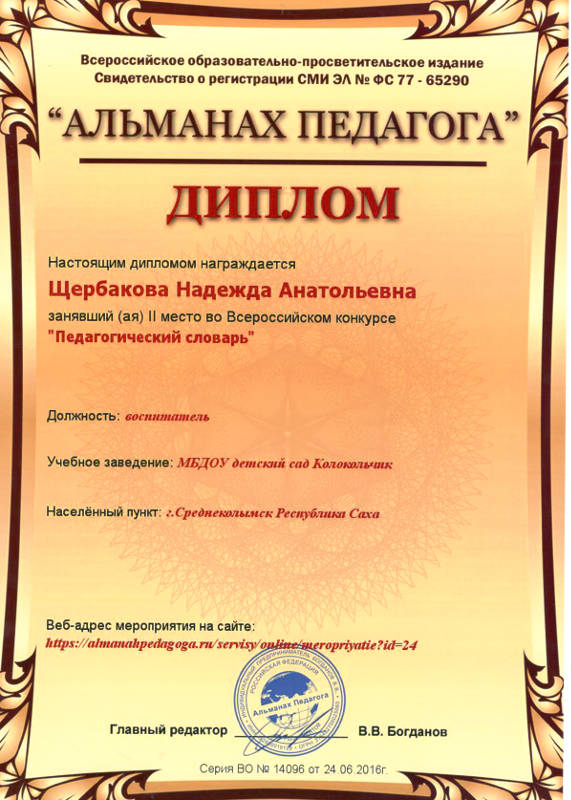 Всероссийское образовательно-просветительское издание
Свидетельство о регистрации СМИ ЭЛ № ФС 77 - 65290
“АЛЬМАНАХ ПЕДАГОГА”
ДИПЛОМ
Настоящим дипломом награждается
Щербакова Надежда Анатольевна
занявший (ая) II место во Всероссийском конкурсе
"Педагогический словарь"
Должность: воспитатель
Учебное заведение: МБДОУ детский сад Колокольчик
Населённый пункт: г.Среднеколымск Республика Саха
Веб-адрес мероприятия на сайте:
https://almanahpedagoga.ru/servisy/online/meropriyatie?id=24
РОССИЙСКАЯ ФЕДЕРАЦИЯ
Альманах Педагога
Главный редактор В.В. Богданов
Серия ВО № 14096 от 24.06.2016г.